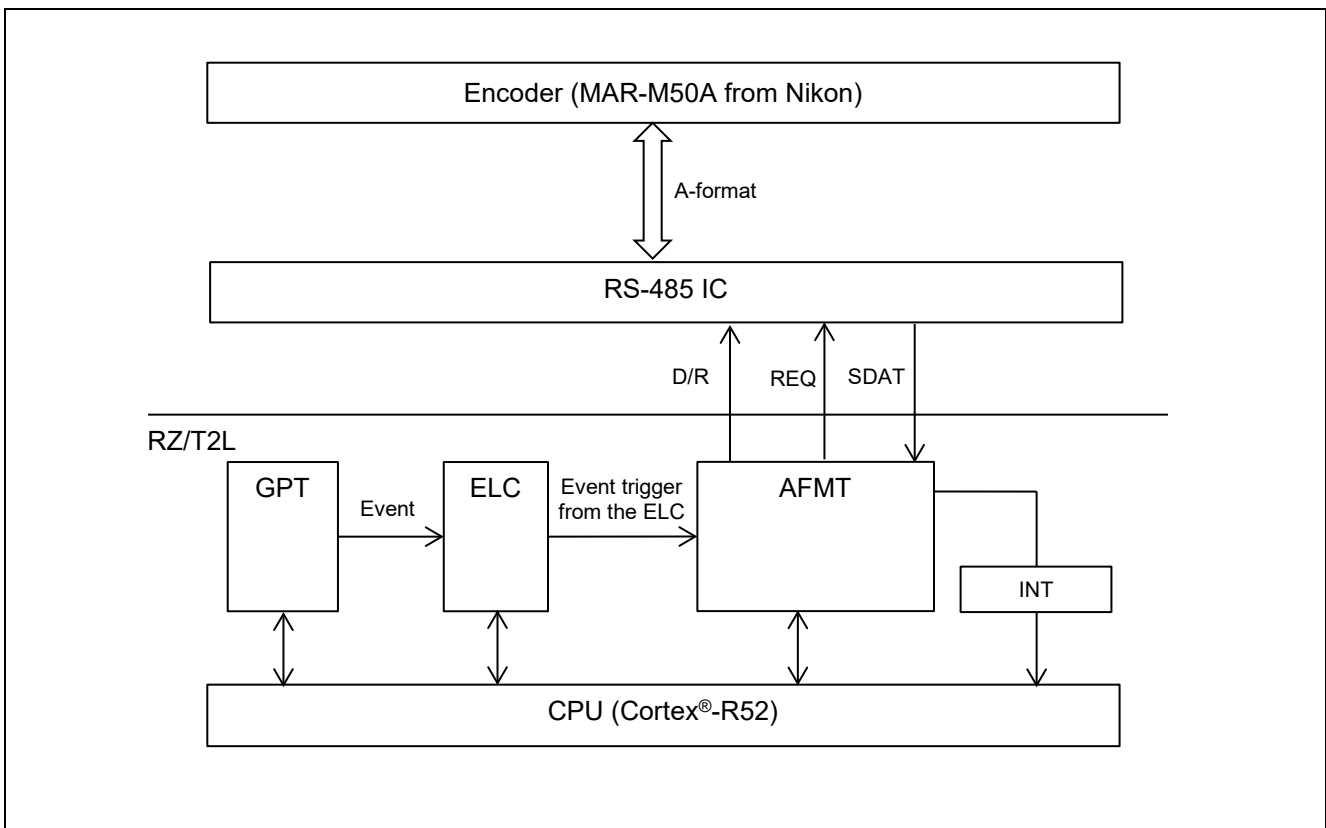 Encoder (MAR-M50A from Nikon)
A-format
RS-485 IC
D/R
REQ
SDAT
RZ/T2L
GPT
Event
ELC
Event trigger
from the ELC
AFMT
INT
CPU (Cortex®-R52)